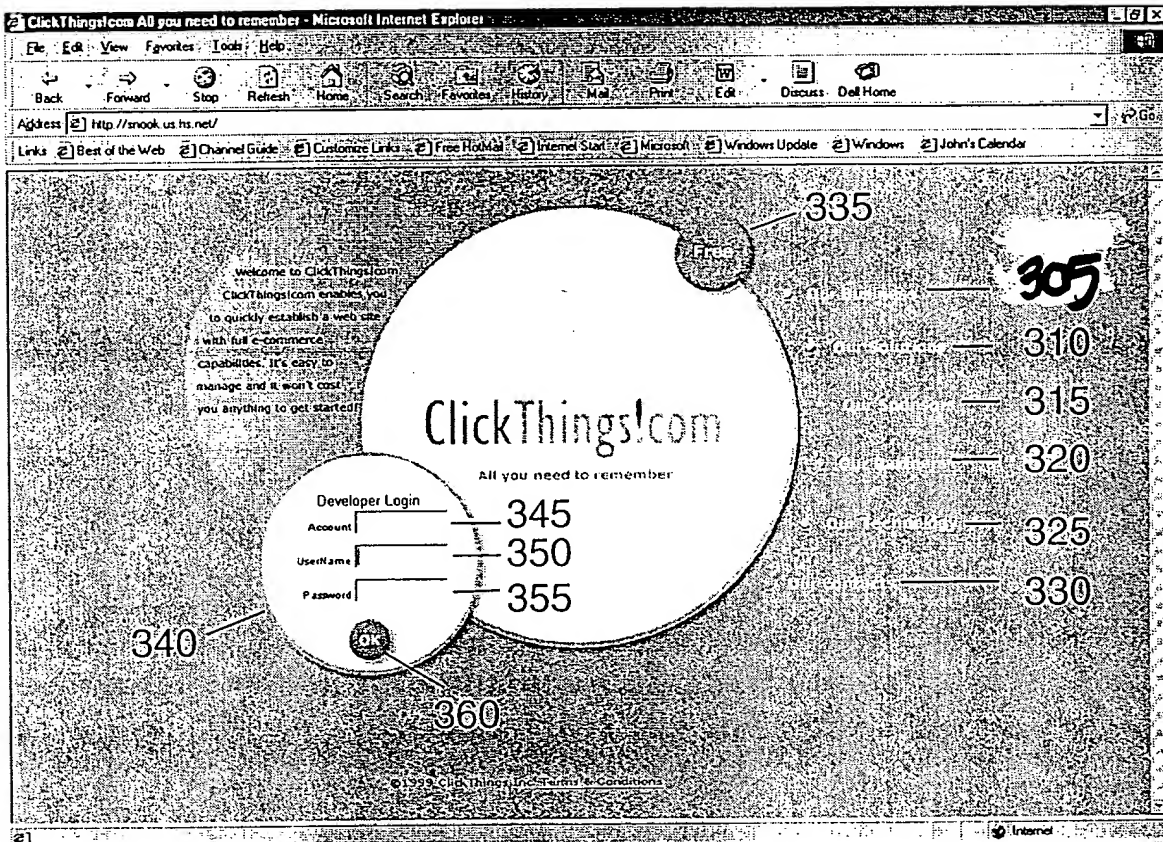 ClickThings!com All you need to remember - Microsoft Internet Explorer
File Edit View Favorites Tools Help
Back Forward Stop Refresh Home Search Favorites History Mail Print Edit Discuss Dell Home
Address http://snook.us.hs.net/ Go
Links Best of the Web Channel Guide Customize Links Free HotMail Internet Start Microsoft Windows Update Windows John's Calendar
335
Free
305
Welcome to ClickThings!com
ClickThings!com enables you
to quickly establish a web site
with full e-commerce
capabilities. It's easy to
manage and it won't cost
you anything to get started!
310
315
ClickThings!com
All you need to remember
320
Developer Login
Account 345
UserName 350
Password 355
Our Technology 325
330
340
OK
360
©1999 ClickThings Inc. Terms & Conditions
Internet